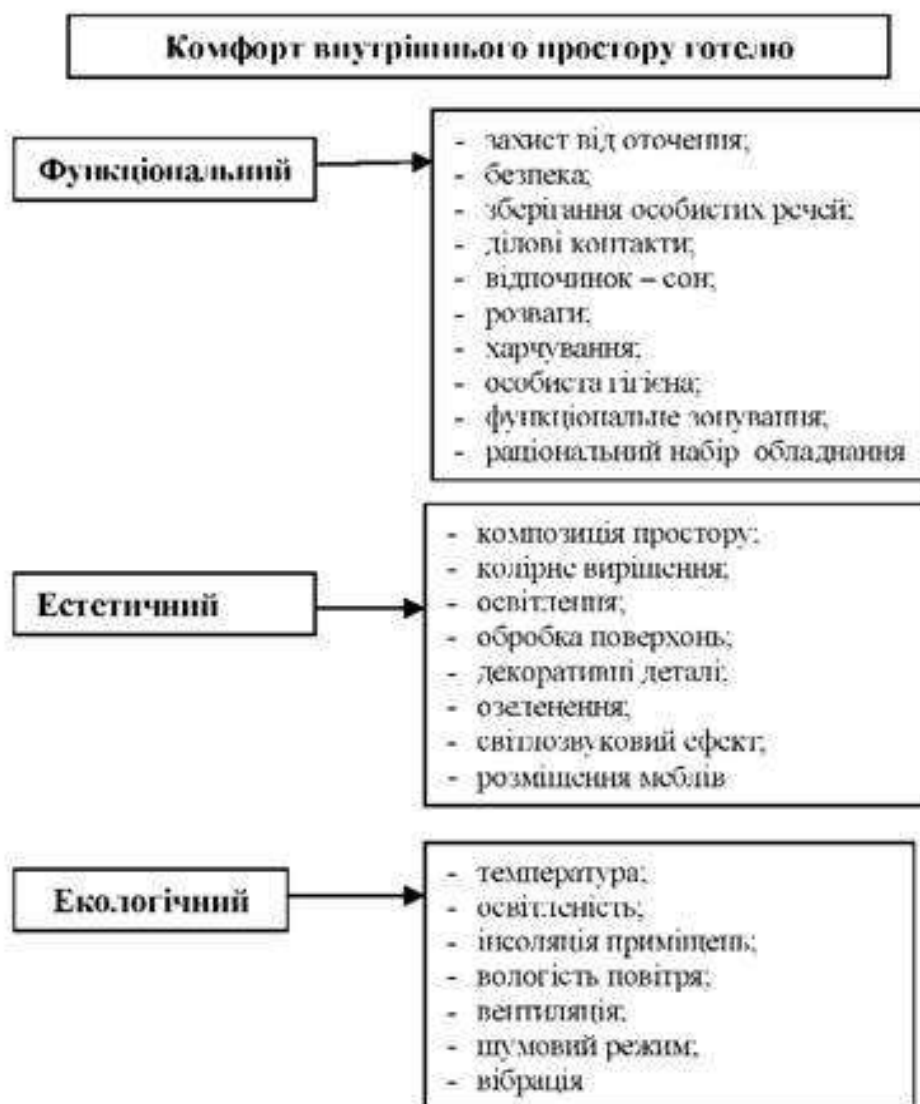 Комфорт внутрішнього простору готелю
Функціональний
- захист від оточення;
- безпека;
- зберігання особистих речей;
- ділові контакти;
- відпочинок – сон;
- розваги;
- харчування;
- особиста гігієна;
- функціональне зонування;
- раціональний набір обладнання
Естетичний
- композиція простору;
- колірне вирішення;
- освітлення;
- обробка поверхонь;
- декоративні деталі;
- озеленення;
- світлозвуковий ефект;
- розміщення меблів
Екологічний
- температура;
- освітленість;
- інсоляція приміщень;
- вологість повітря;
- вентиляція;
- шумовий режим;
- вібрація